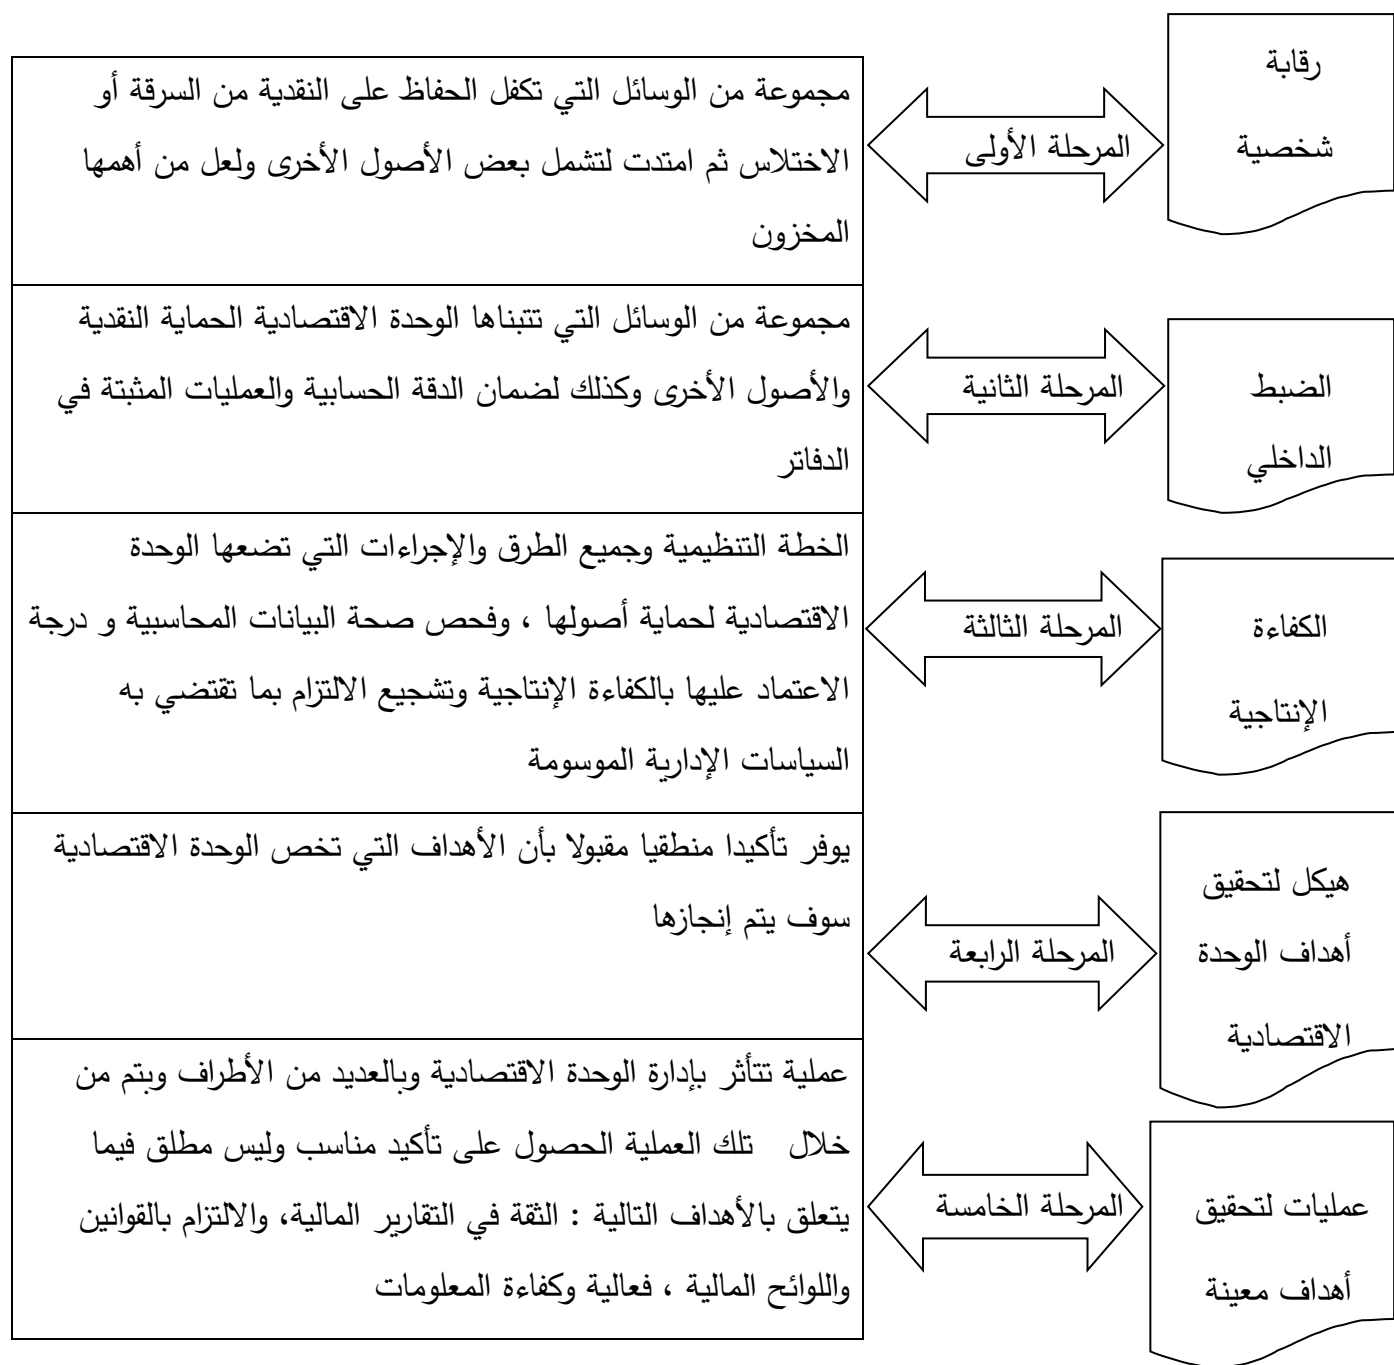 رقابة
شخصية
المرحلة الأولى
مجموعة من الوسائل التي تكفل الحفاظ على النقدية من السرقة أو
الاختلاس ثم امتدت لتشمل بعض الأصول الأخرى ولعل من أهمها
المخزون
الضبط
الداخلي
المرحلة الثانية
مجموعة من الوسائل التي تتبناها الوحدة الاقتصادية الحماية النقدية
والأصول الأخرى وكذلك لضمان الدقة الحسابية والعمليات المثبتة في
الدفاتر
الكفاءة
الإنتاجية
المرحلة الثالثة
الخطة التنظيمية وجميع الطرق والإجراءات التي تضعها الوحدة
الاقتصادية لحماية أصولها ، وفحص صحة البيانات المحاسبية و درجة
الاعتماد عليها بالكفاءة الإنتاجية وتشجيع الالتزام بما تقتضي به
السياسات الإدارية الموسومة
هيكل لتحقيق
أهداف الوحدة
الاقتصادية
المرحلة الرابعة
يوفر تأكيدا منطقيا مقبولا بأن الأهداف التي تخص الوحدة الاقتصادية
سوف يتم إنجازها
عمليات لتحقيق
أهداف معينة
المرحلة الخامسة
عملية تتأثر بإدارة الوحدة الاقتصادية وبالعديد من الأطراف ويتم من
خلال تلك العملية الحصول على تأكيد مناسب وليس مطلق فيما
يتعلق بالأهداف التالية : الثقة في التقارير المالية، والالتزام بالقوانين
واللوائح المالية ، فعالية وكفاءة المعلومات